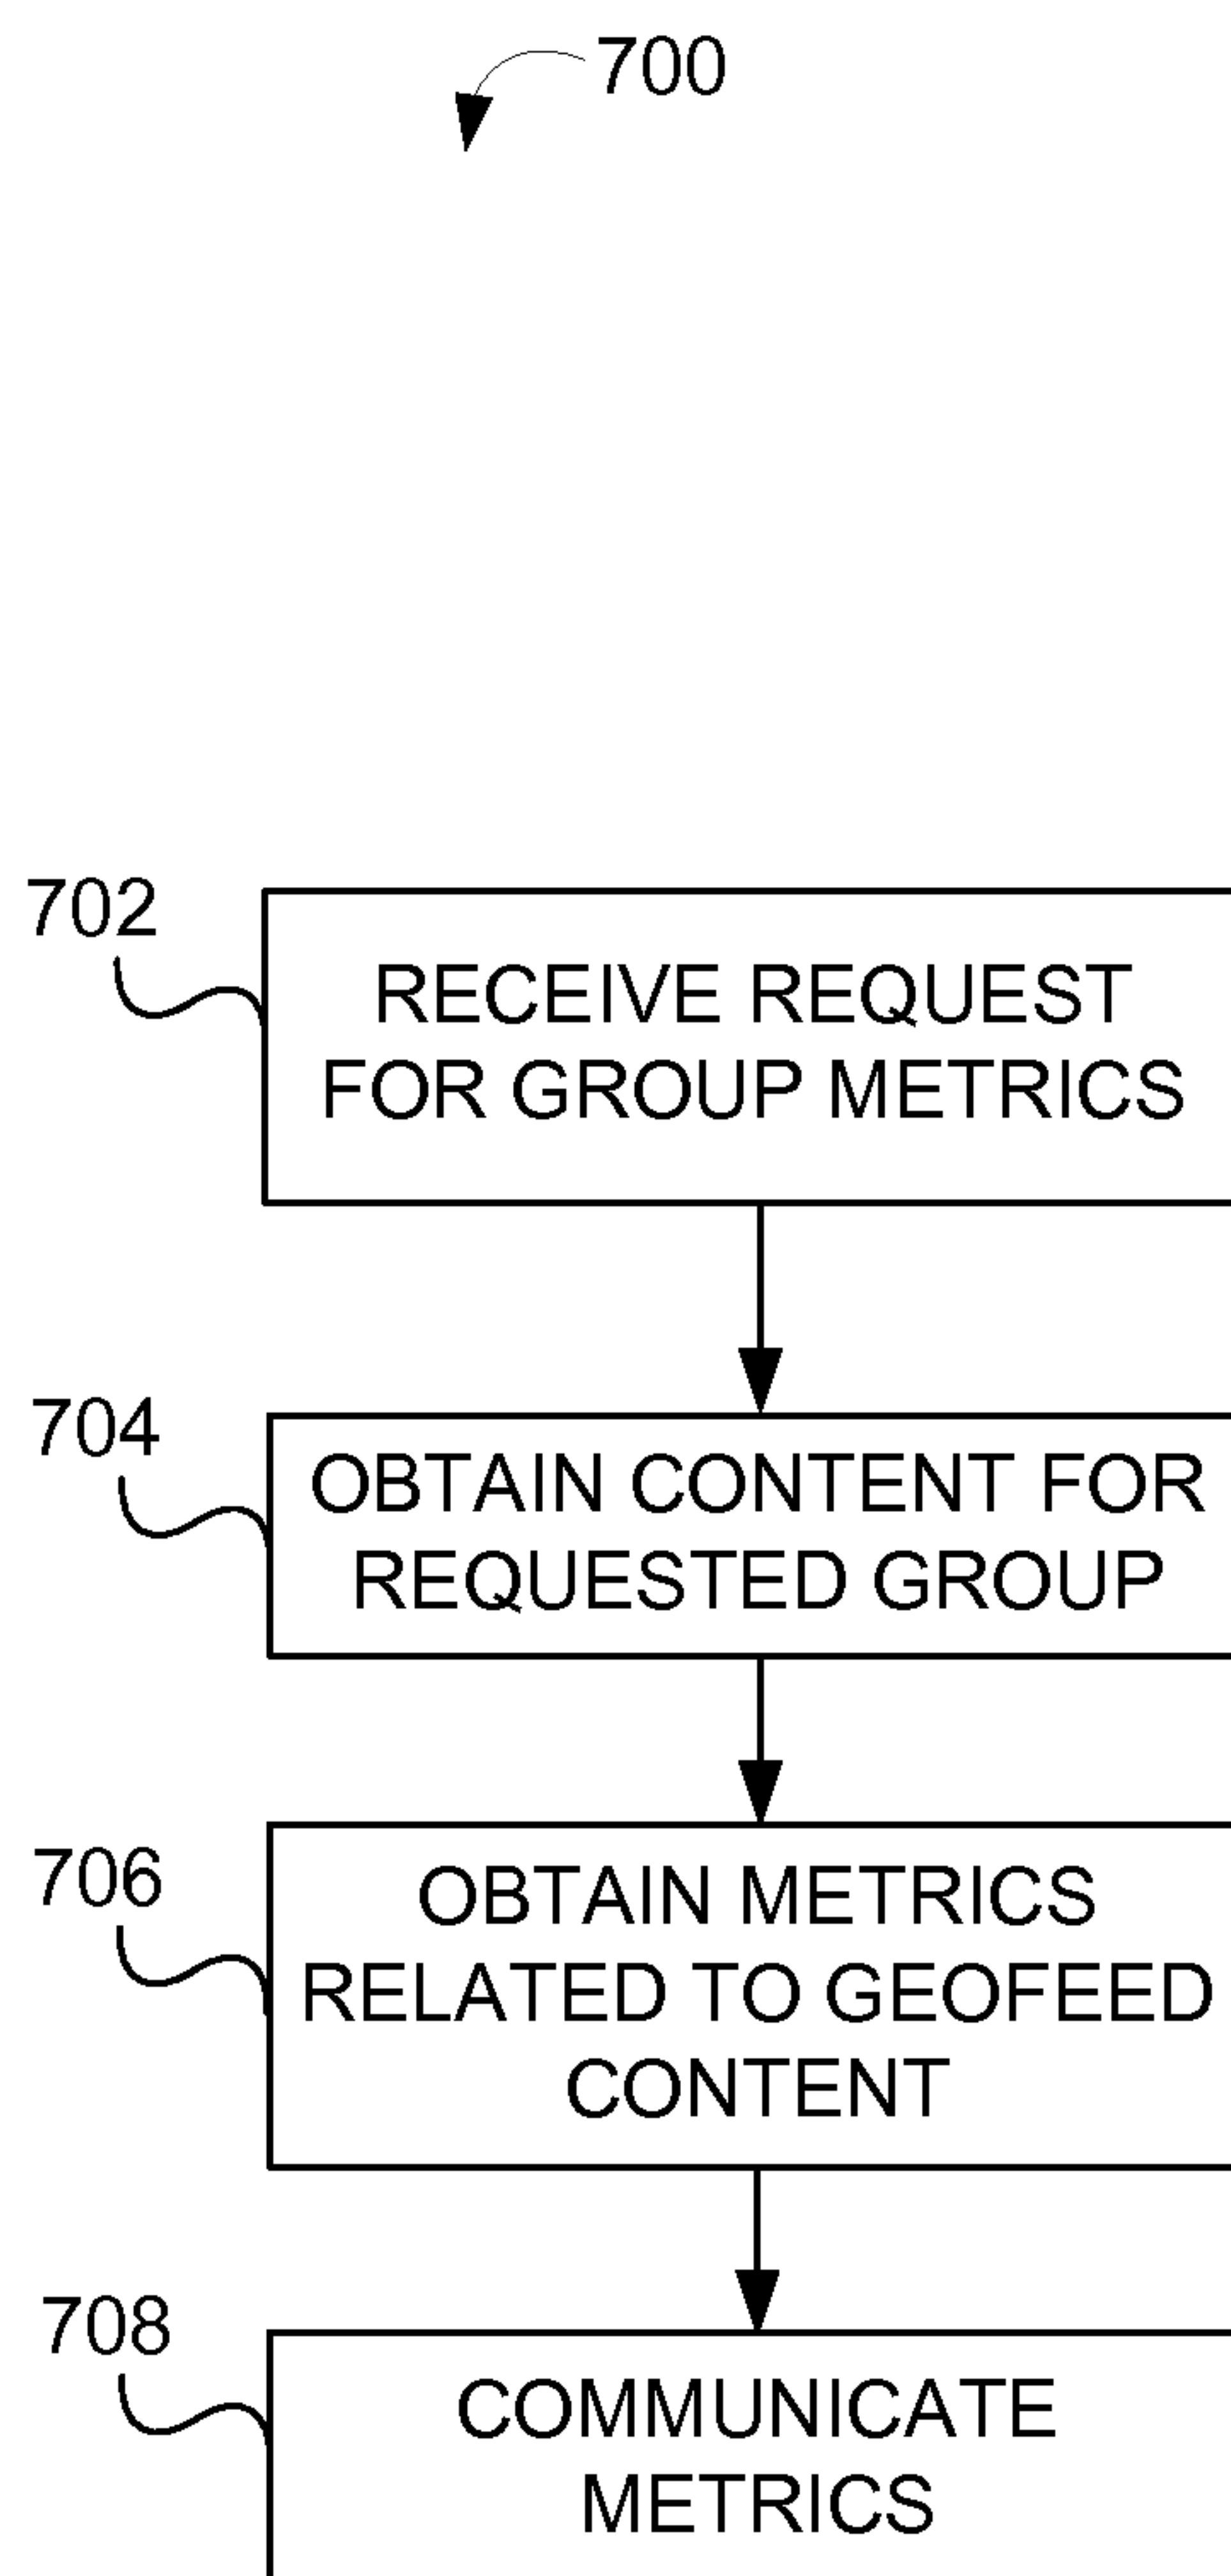 700
702
RECEIVE REQUEST
FOR GROUP METRICS
704
OBTAIN CONTENT FOR
REQUESTED GROUP
706
OBTAIN METRICS
RELATED TO GEOFEED
CONTENT
708
COMMUNICATE
METRICS